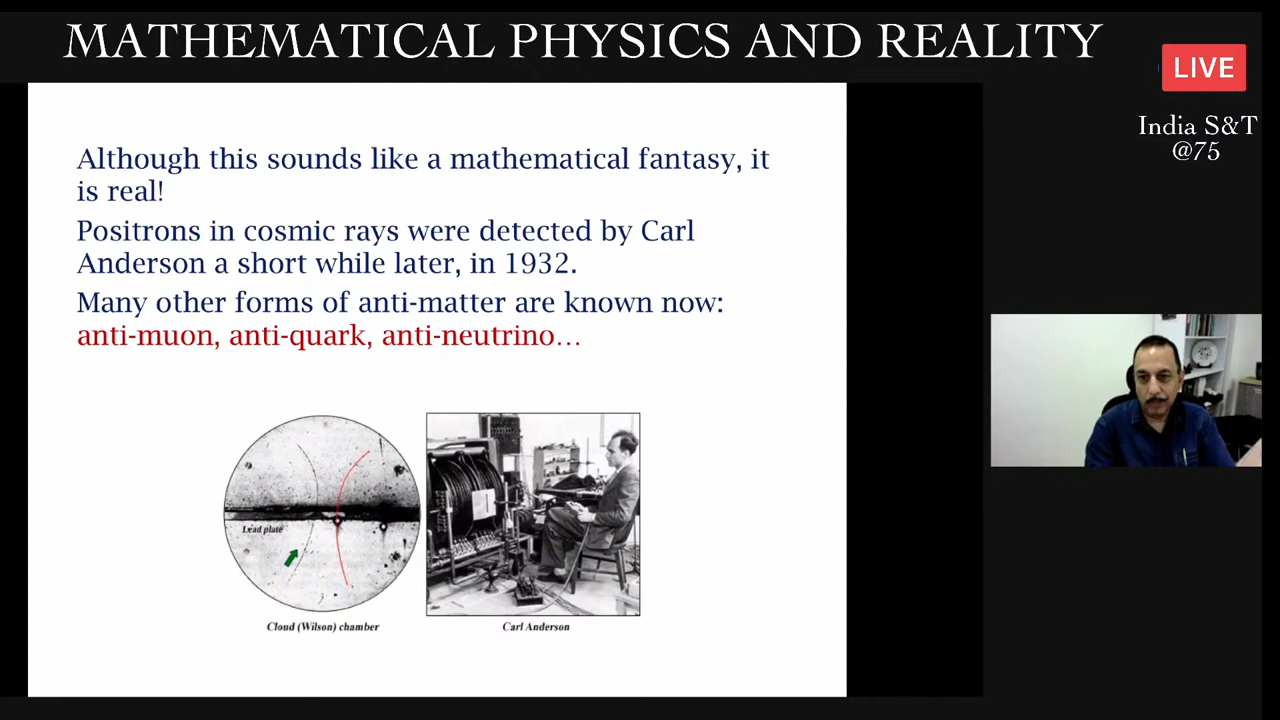 MATHEMATICAL PHYSICS AND REALITY
LIVE
India S&T
@75
Although this sounds like a mathematical fantasy, it
is real!
Positrons in cosmic rays were detected by Carl
Anderson a short while later, in 1932.
Many other forms of anti-matter are known now:
anti-muon, anti-quark, anti-neutrino...
Lead plate
Cloud (Wilson) chamber
Carl Anderson